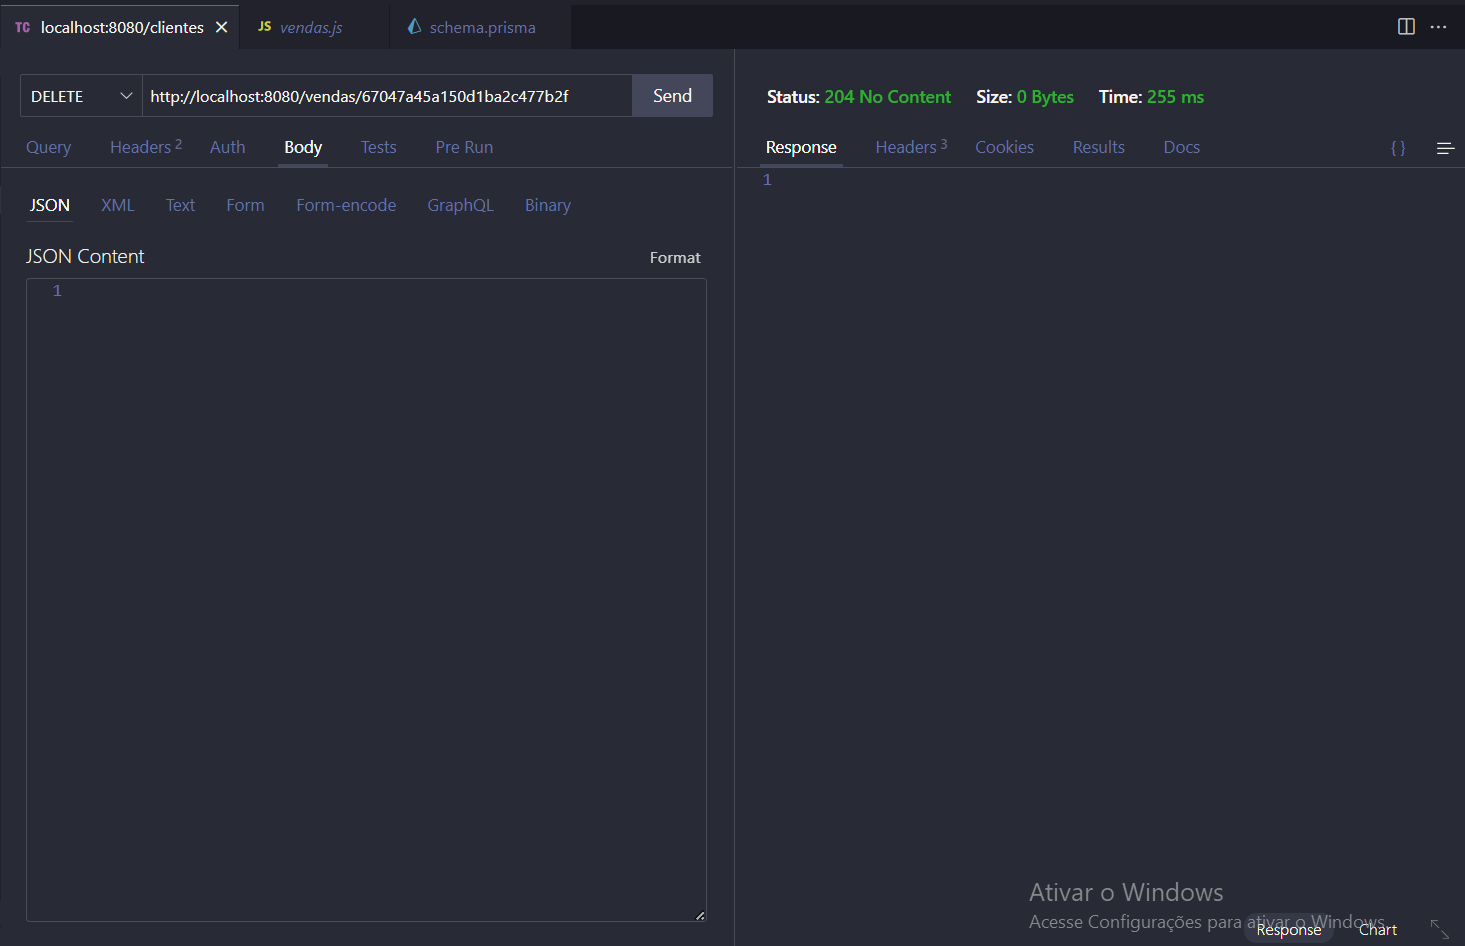 TC localhost:8080/clientes JS vendas.js schema.prisma
DELETE http://localhost:8080/vendas/67047a45a150d1ba2c477b2f Send
Query Headers 2 Auth Body Tests Pre Run
JSON XML Text Form Form-encode GraphQL Binary
JSON Content Format
1
Status: 204 No Content Size: 0 Bytes Time: 255 ms
Response Headers 3 Cookies Results Docs { }
1
Ativar o Windows
Acesse Configurações para ativar o Windows.
Response Chart